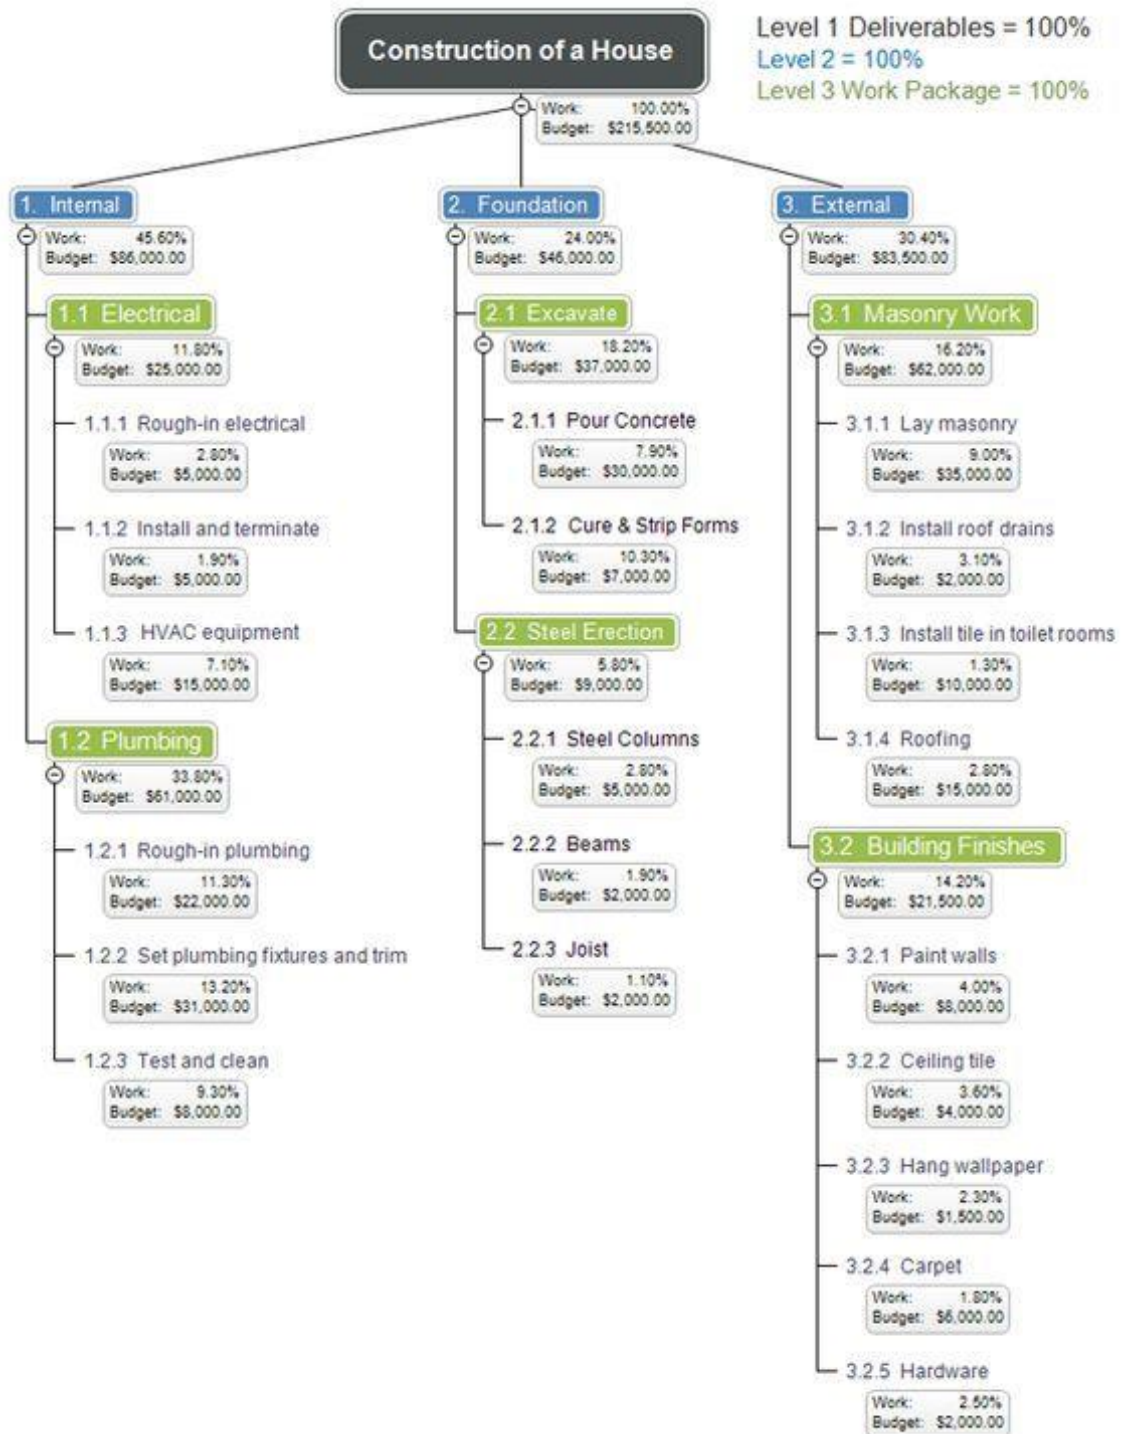 Construction of a House
Level 1 Deliverables = 100%
Level 2 = 100%
Level 3 Work Package = 100%
Work: 100.00%
Budget: $215,500.00
1. Internal
Work: 45.60%
Budget: $86,000.00
1.1 Electrical
Work: 11.80%
Budget: $25,000.00
1.1.1 Rough-in electrical
Work: 2.80%
Budget: $5,000.00
1.1.2 Install and terminate
Work: 1.90%
Budget: $5,000.00
1.1.3 HVAC equipment
Work: 7.10%
Budget: $15,000.00
1.2 Plumbing
Work: 33.80%
Budget: $61,000.00
1.2.1 Rough-in plumbing
Work: 11.30%
Budget: $22,000.00
1.2.2 Set plumbing fixtures and trim
Work: 13.20%
Budget: $31,000.00
1.2.3 Test and clean
Work: 9.30%
Budget: $8,000.00
2. Foundation
Work: 24.00%
Budget: $46,000.00
2.1 Excavate
Work: 18.20%
Budget: $37,000.00
2.1.1 Pour Concrete
Work: 7.90%
Budget: $30,000.00
2.1.2 Cure & Strip Forms
Work: 10.30%
Budget: $7,000.00
2.2 Steel Erection
Work: 5.80%
Budget: $9,000.00
2.2.1 Steel Columns
Work: 2.80%
Budget: $5,000.00
2.2.2 Beams
Work: 1.90%
Budget: $2,000.00
2.2.3 Joist
Work: 1.10%
Budget: $2,000.00
3. External
Work: 30.40%
Budget: $83,500.00
3.1 Masonry Work
Work: 16.20%
Budget: $62,000.00
3.1.1 Lay masonry
Work: 9.00%
Budget: $35,000.00
3.1.2 Install roof drains
Work: 3.10%
Budget: $2,000.00
3.1.3 Install tile in toilet rooms
Work: 1.30%
Budget: $10,000.00
3.1.4 Roofing
Work: 2.80%
Budget: $15,000.00
3.2 Building Finishes
Work: 14.20%
Budget: $21,500.00
3.2.1 Paint walls
Work: 4.00%
Budget: $8,000.00
3.2.2 Ceiling tile
Work: 3.60%
Budget: $4,000.00
3.2.3 Hang wallpaper
Work: 2.30%
Budget: $1,500.00
3.2.4 Carpet
Work: 1.80%
Budget: $6,000.00
3.2.5 Hardware
Work: 2.50%
Budget: $2,000.00